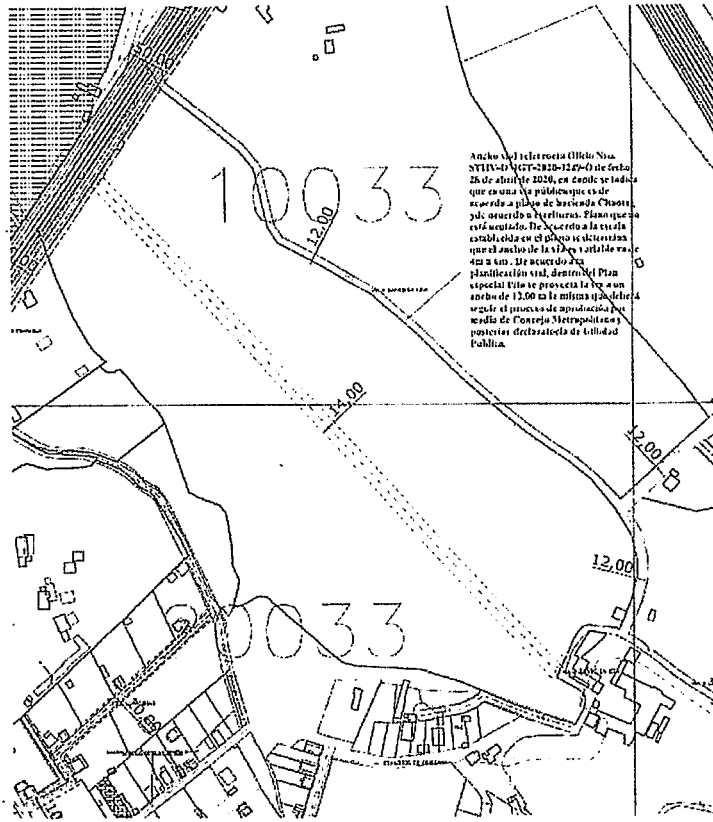 50,00
10033
12,00
Ancho vial referencia Oficio Nro.
2020-1247-O de fecha
28 de abril de 2020, en donde se indica
que es una vía pública que es de
acuerdo a plano de hacienda
y de acuerdo a escrituras. Plano que no
está acotado. De acuerdo a la escala
establecida en el plano se determina
que el ancho de la vía es variable va de
4m a 6m. De acuerdo a la
planificación vial, dentro del Plan
especial Pifo se proyecta la vía a un
ancho de 12,00 m la misma que deberá
seguir el proceso de aprobación por
medio de Concejo Metropolitano y
posterior declaratoria de Utilidad
Pública.
14,00
12,00
12,00
0033